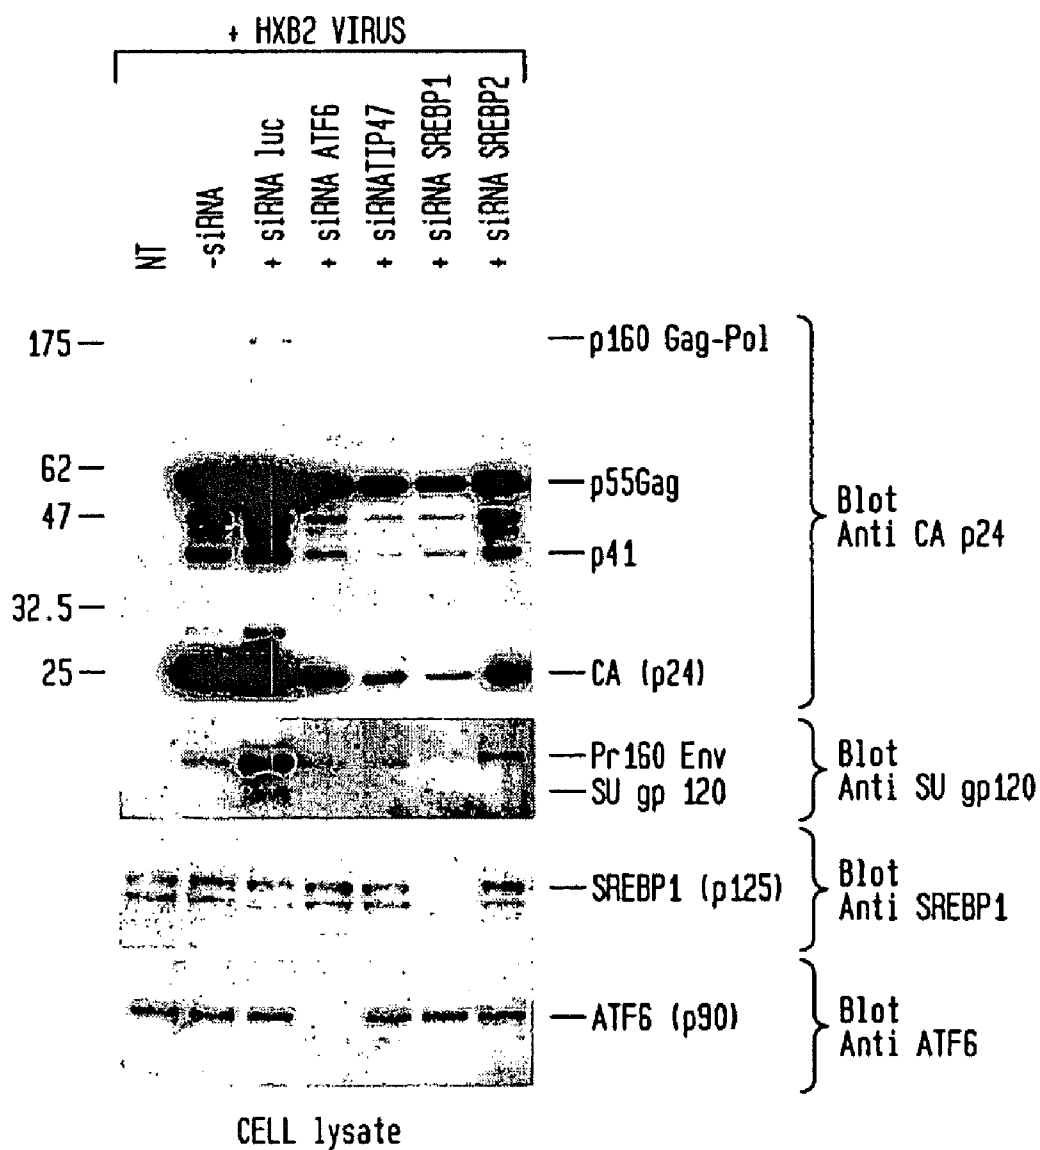 + HXB2 VIRUS
NT
-siRNA
+ siRNA luc
+ siRNA ATF6
+ siRNATIP47
+ siRNA SREBP1
+ siRNA SREBP2
175
p160 Gag-Pol
62
p55Gag
47
Blot
Anti CA p24
p41
32.5
25
CA (p24)
Pr160 Env
SU gp 120
Blot
Anti SU gp120
SREBP1 (p125)
Blot
Anti SREBP1
ATF6 (p90)
Blot
Anti ATF6
CELL lysate